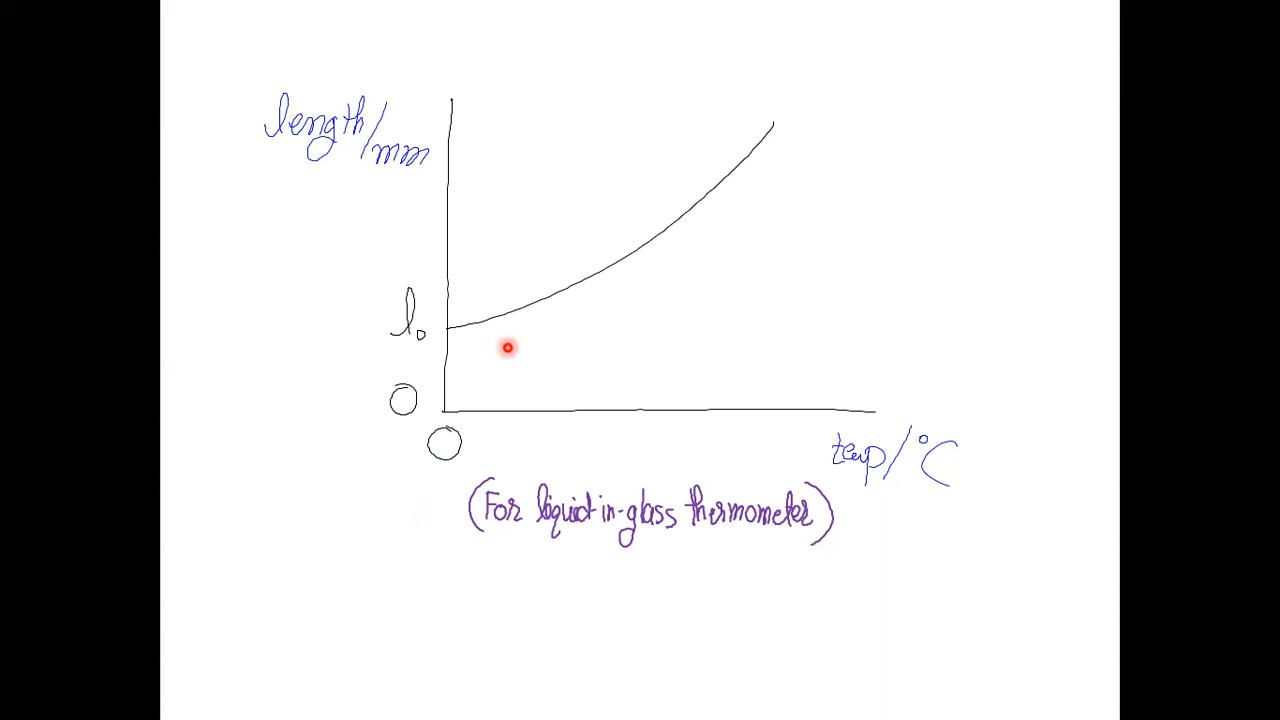 length/mm
l₀
0
0
temp/°C
(For liquid-in-glass thermometer)